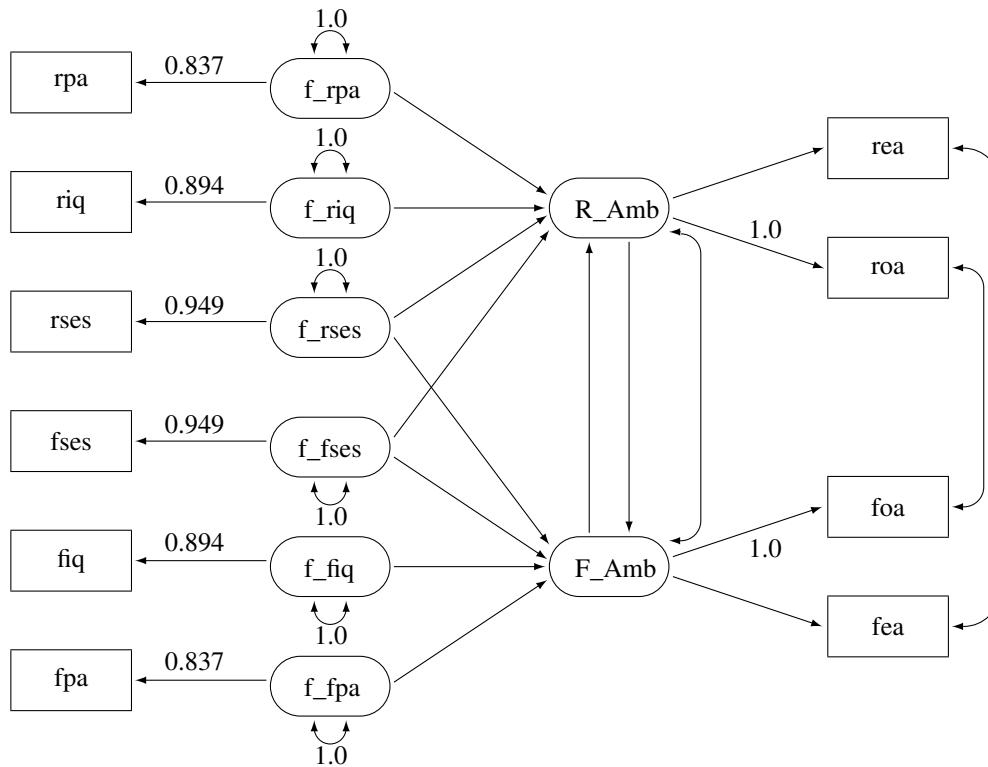 1.0
rpa 0.837 f_rpa
1.0
rea
riq 0.894 f_riq R_Amb
1.0 1.0
roa
rses 0.949 f_rses
fses 0.949 f_fses
1.0
foa
fiq 0.894 f_fiq F_Amb 1.0
1.0
fea
fpa 0.837 f_fpa
1.0